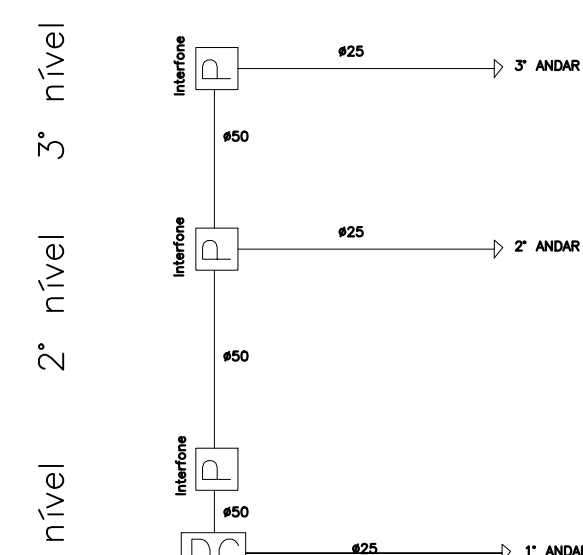 3° nível
Interfone
P
ø25
3° ANDAR
ø50
2° nível
Interfone
P
ø25
2° ANDAR
ø50
nível
Interfone
P
ø50
DG
ø25
1° ANDAR